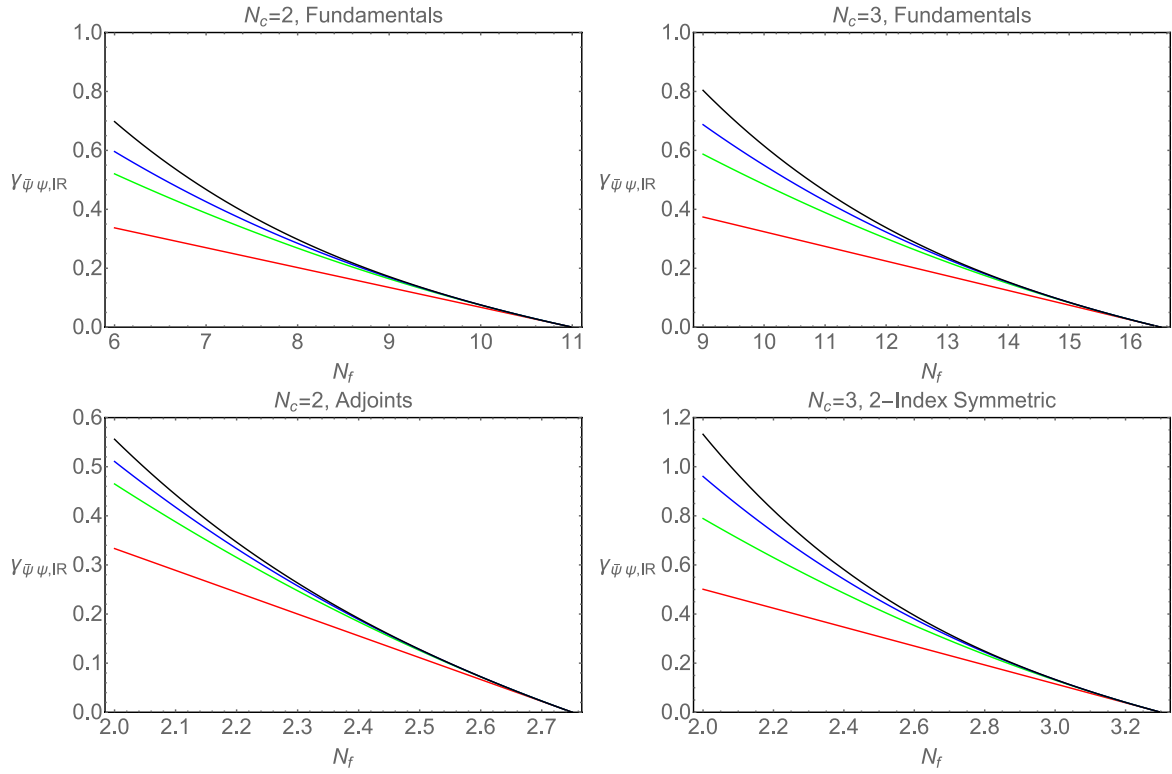 N_c=2, Fundamentals
1.0
0.8
0.6
0.4
0.2
0.0
γ_ψ̄ψ,IR
6 7 8 9 10 11
N_f
N_c=3, Fundamentals
1.0
0.8
0.6
0.4
0.2
0.0
γ_ψ̄ψ,IR
9 10 11 12 13 14 15 16
N_f
N_c=2, Adjoints
0.6
0.5
0.4
0.3
0.2
0.1
0.0
γ_ψ̄ψ,IR
2.0 2.1 2.2 2.3 2.4 2.5 2.6 2.7
N_f
N_c=3, 2-Index Symmetric
1.2
1.0
0.8
0.6
0.4
0.2
0.0
γ_ψ̄ψ,IR
2.0 2.2 2.4 2.6 2.8 3.0 3.2
N_f